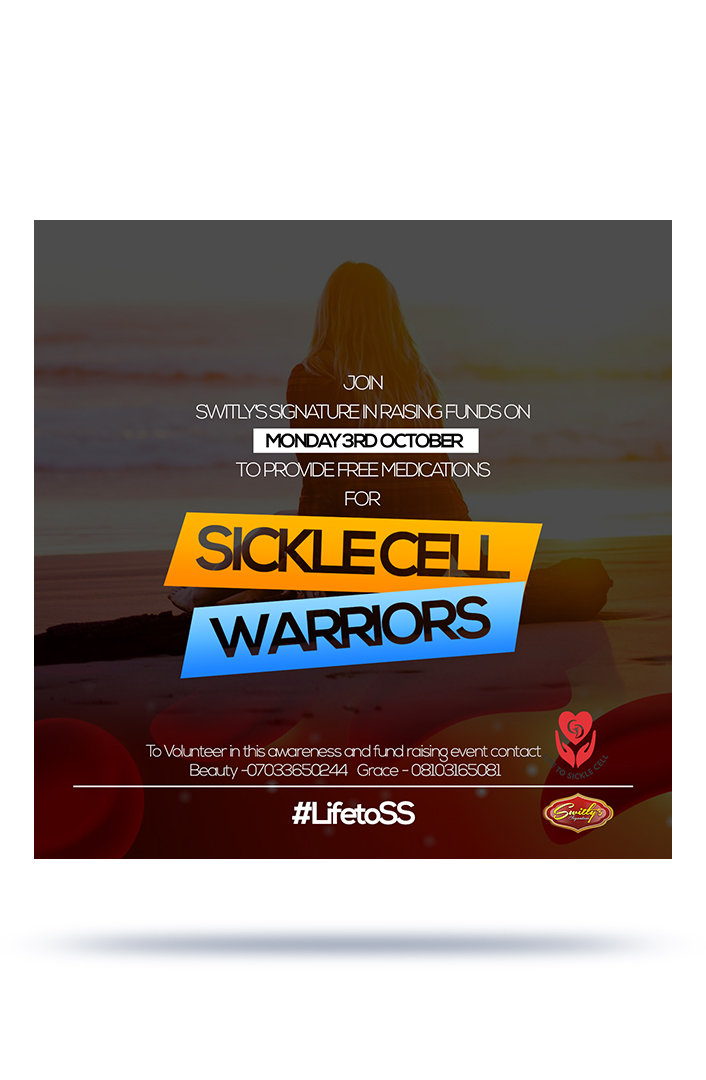 JOIN
SWITLY'S SIGNATURE IN RAISING FUNDS ON
MONDAY 3RD OCTOBER
TO PROVIDE FREE MEDICATIONS
FOR
SICKLE CELL
WARRIORS
To Volunteer in this awareness and fund raising event contact
Beauty -07033650244 Grace - 08103165081
TO SICKLE CELL
#LifetoSS
Switly's